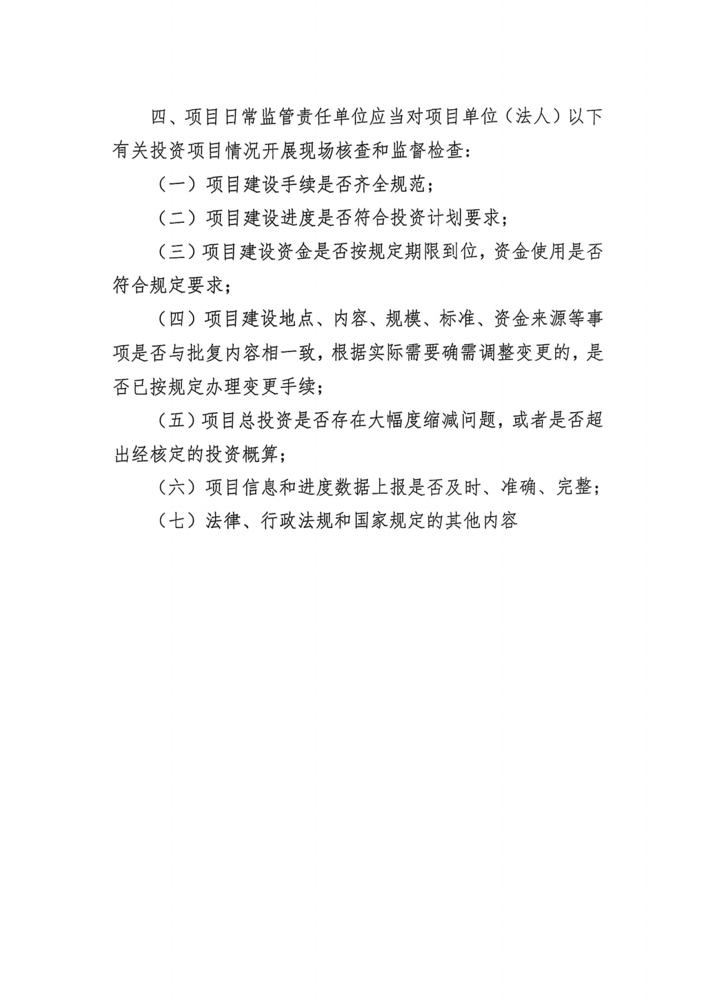 四、项目日常监管责任单位应当对项目单位（法人）以下
有关投资项目情况开展现场核查和监督检查：
（一）项目建设手续是否齐全规范；
（二）项目建设进度是否符合投资计划要求；
（三）项目建设资金是否按规定期限到位，资金使用是否
符合规定要求；
（四）项目建设地点、内容、规模、标准、资金来源等事
项是否与批复内容相一致，根据实际需要确需调整变更的，是
否已按规定办理变更手续；
（五）项目总投资是否存在大幅度缩减问题，或者是否超
出经核定的投资概算；
（六）项目信息和进度数据上报是否及时、准确、完整；
（七）法律、行政法规和国家规定的其他内容